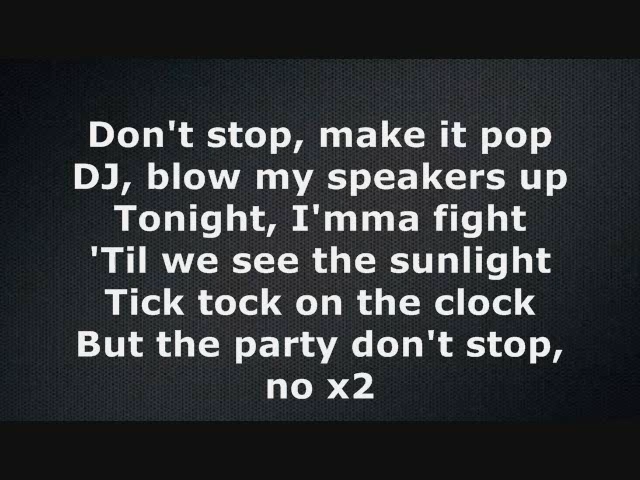 Don't stop, make it pop
DJ, blow my speakers up
Tonight, I'mma fight
'Til we see the sunlight
Tick tock on the clock
But the party don't stop,
no x2